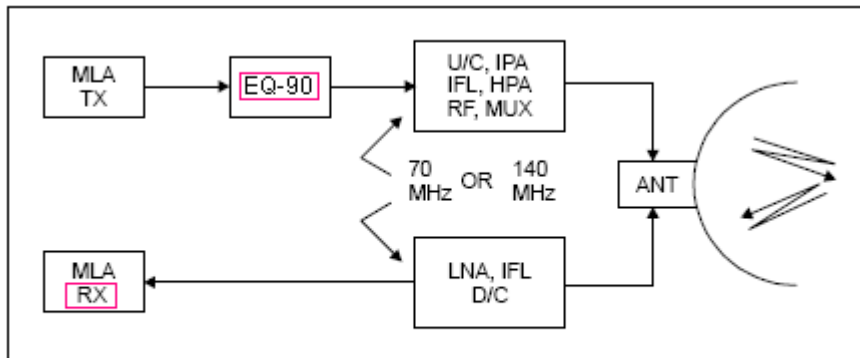 MLA
TX
EQ-90
U/C, IPA
IFL, HPA
RF, MUX
70
MHz
OR
140
MHz
ANT
MLA
RX
LNA, IFL
D/C